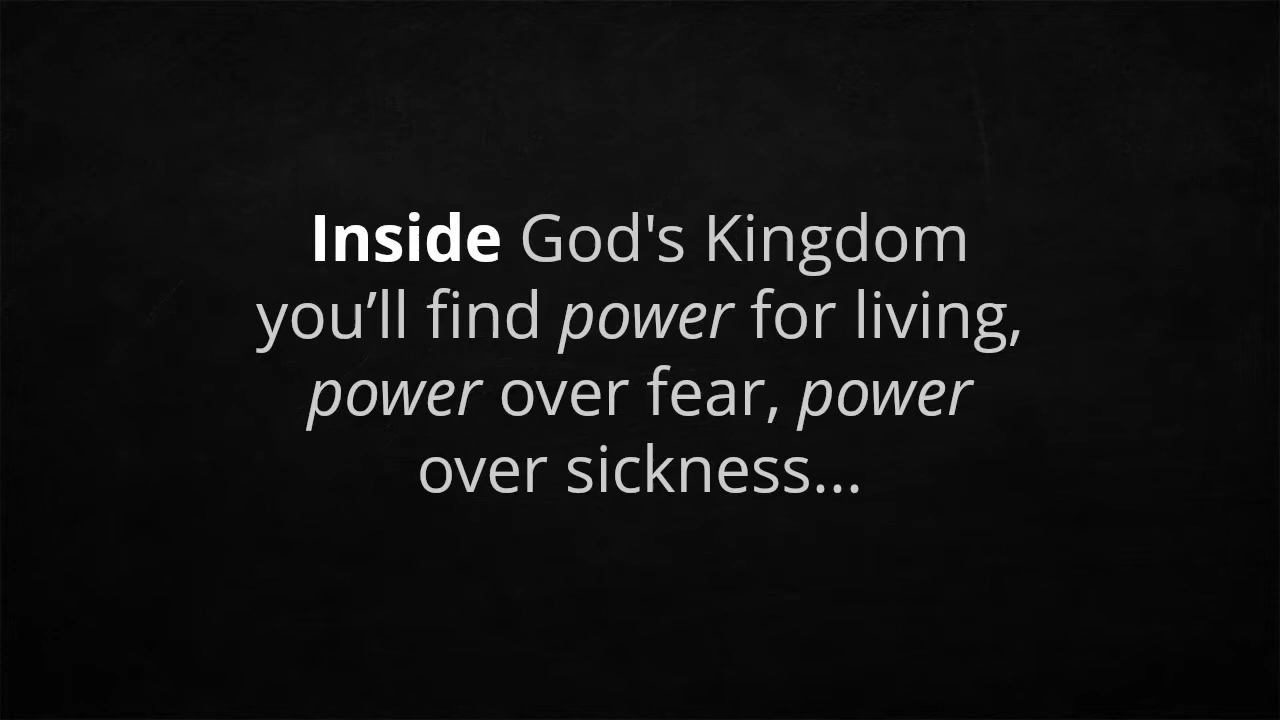 Inside God's Kingdom
you’ll find power for living,
power over fear, power
over sickness...